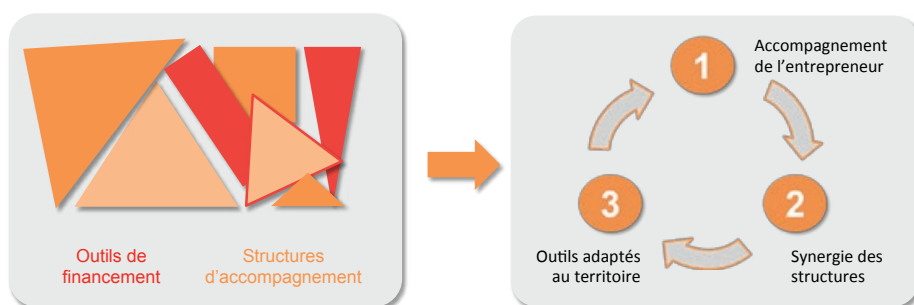 Outils de
financement
Structures
d'accompagnement
1
Accompagnement
de l'entrepreneur
2
Synergie des
structures
3
Outils adaptés
au territoire